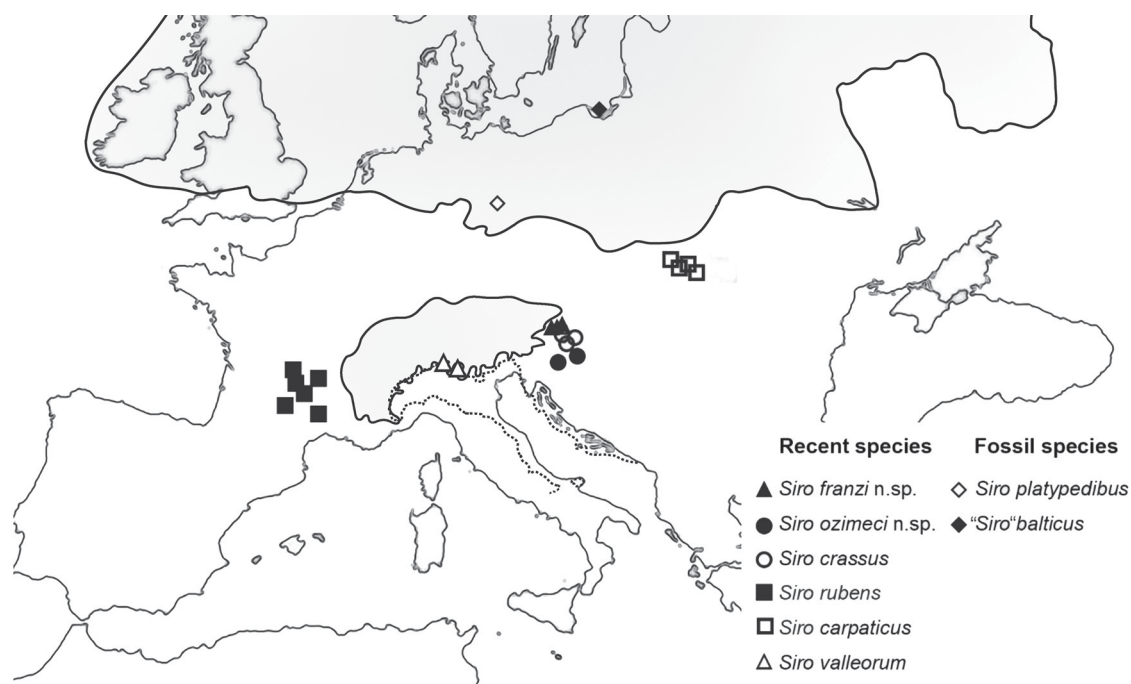 Recent species
Siro franzi n.sp.
Siro ozimeci n.sp.
Siro crassus
Siro rubens
Siro carpaticus
Siro valleorum
Fossil species
Siro platypedibus
“Siro“balticus